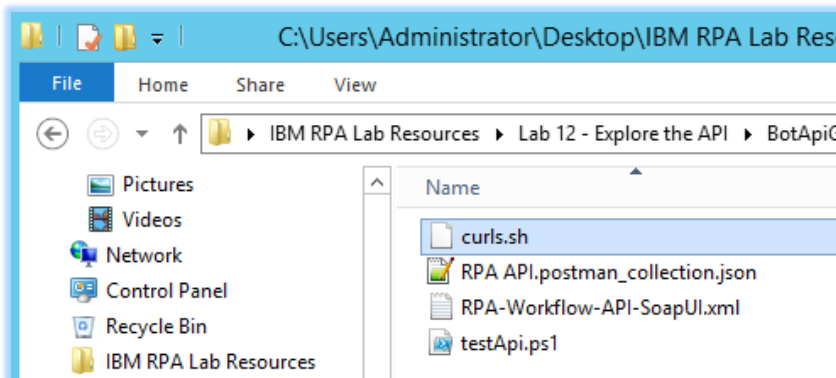 C:\Users\Administrator\Desktop\IBM RPA Lab Res
File Home Share View
IBM RPA Lab Resources Lab 12 - Explore the API BotApiG
Pictures
Videos
Network
Control Panel
Recycle Bin
IBM RPA Lab Resources
Name
curls.sh
RPA API.postman_collection.json
RPA-Workflow-API-SoapUI.xml
testApi.ps1